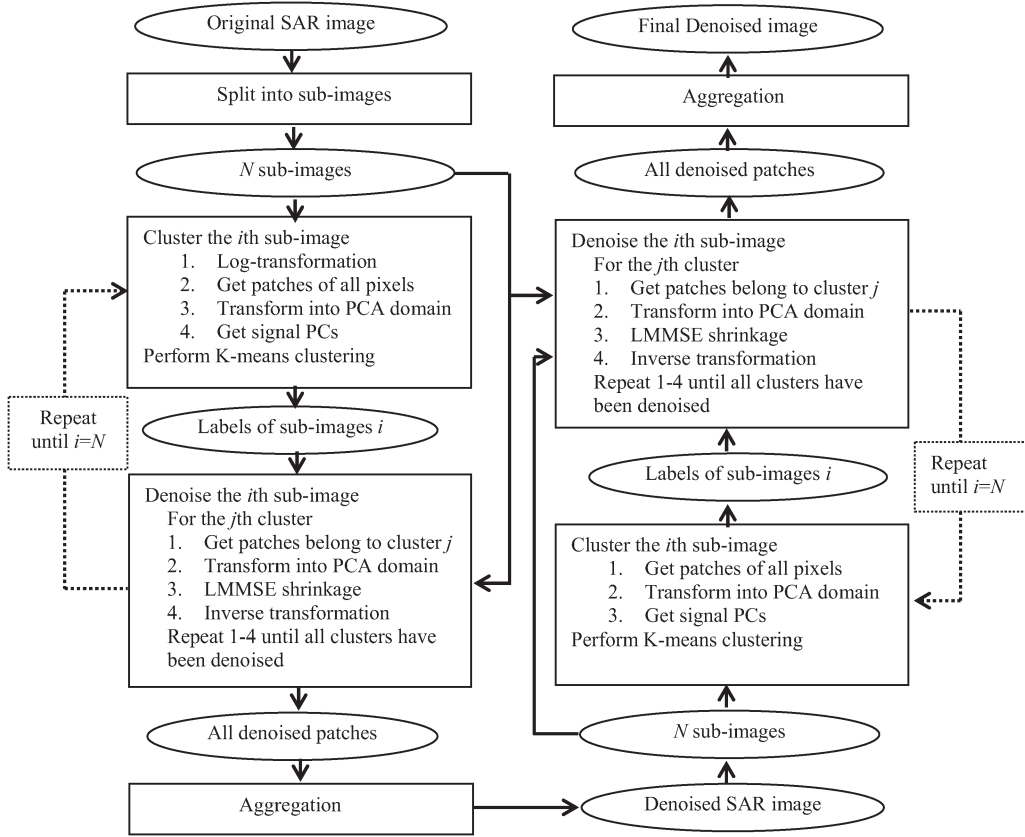 Original SAR image
Split into sub-images
N sub-images
Cluster the ith sub-image
1. Log-transformation
2. Get patches of all pixels
3. Transform into PCA domain
4. Get signal PCs
Perform K-means clustering
Repeat
until i=N
Labels of sub-images i
Denoise the ith sub-image
For the jth cluster
1. Get patches belong to cluster j
2. Transform into PCA domain
3. LMMSE shrinkage
4. Inverse transformation
Repeat 1-4 until all clusters have
been denoised
All denoised patches
Aggregation
Final Denoised image
Aggregation
All denoised patches
Denoise the ith sub-image
For the jth cluster
1. Get patches belong to cluster j
2. Transform into PCA domain
3. LMMSE shrinkage
4. Inverse transformation
Repeat 1-4 until all clusters have
been denoised
Labels of sub-images i
Repeat
until i=N
Cluster the ith sub-image
1. Get patches of all pixels
2. Transform into PCA domain
3. Get signal PCs
Perform K-means clustering
N sub-images
Denoised SAR image